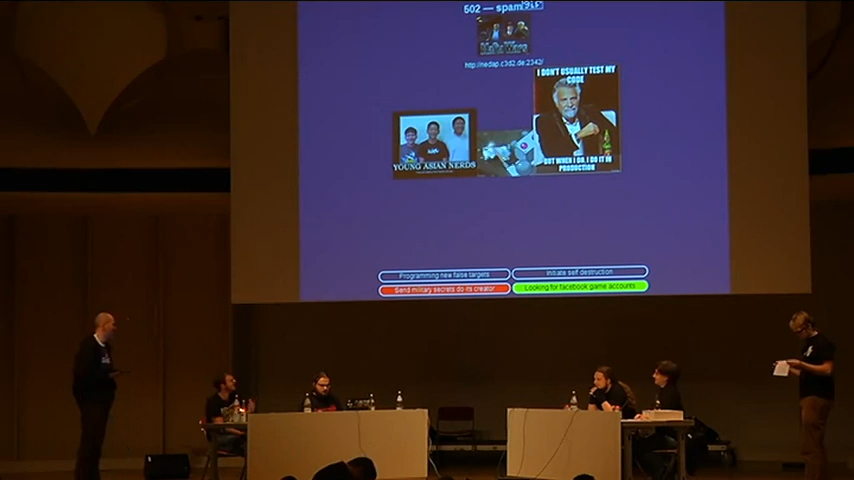 502 — spam
http://nedap.c3d2.de:2342/
I DON'T USUALLY TEST MY
CODE
BUT WHEN I DO, I DO IT IN
PRODUCTION
YOUNG ASIAN NERDS
Programming new false targets
Initiate self destruction
Send military secrets do its creator
Looking for facebook game accounts